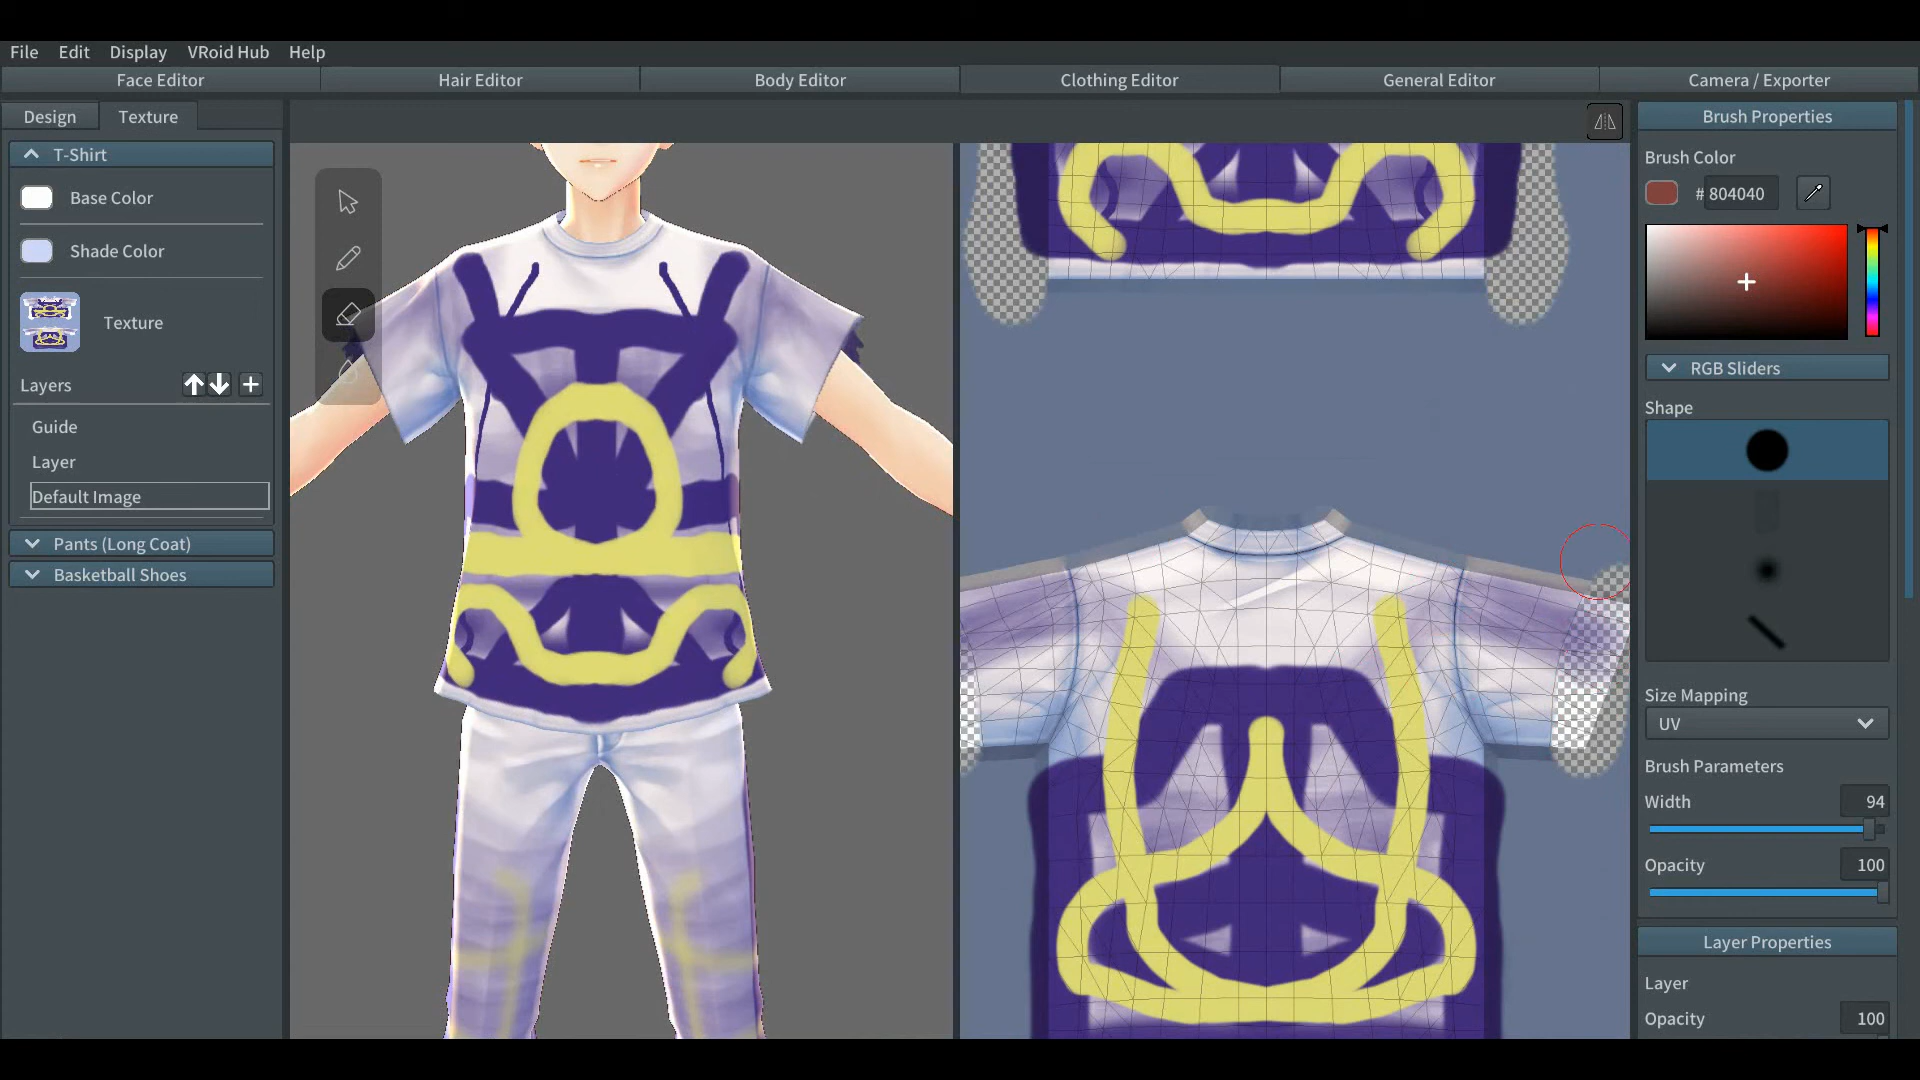 File Edit Display VRoid Hub Help
Face Editor Hair Editor Body Editor Clothing Editor General Editor Camera / Exporter
Design Texture
T-Shirt
Base Color
Shade Color
Texture
Layers
Guide
Layer
Default Image
Pants (Long Coat)
Basketball Shoes
Brush Properties
Brush Color
# 804040
RGB Sliders
Shape
Size Mapping
UV
Brush Parameters
Width 94
Opacity 100
Layer Properties
Layer
Opacity 100